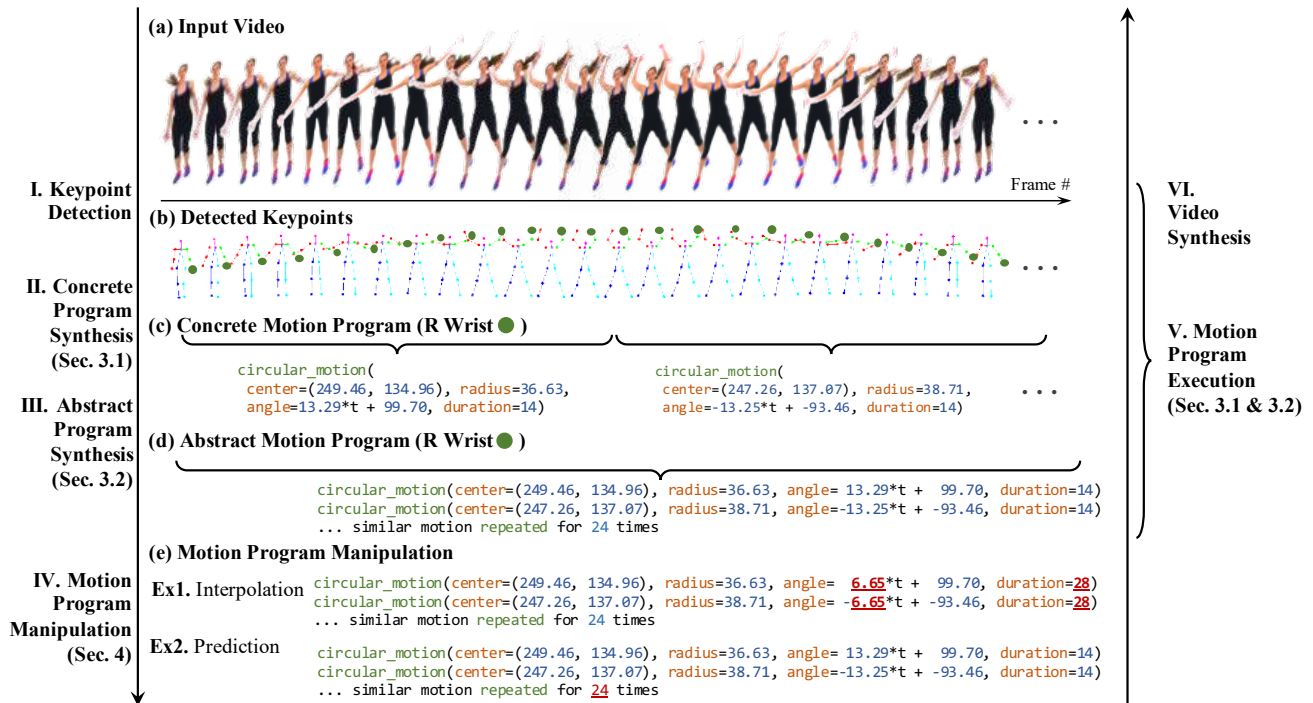 (a) Input Video
. . .
Frame #
I. Keypoint
Detection
(b) Detected Keypoints
. . .
II. Concrete
Program
Synthesis
(Sec. 3.1)
(c) Concrete Motion Program (R Wrist )
circular_motion(
center=(249.46, 134.96), radius=36.63,
angle=13.29*t + 99.70, duration=14)
circular_motion(
center=(247.26, 137.07), radius=38.71,
angle=-13.25*t + -93.46, duration=14)
. . .
III. Abstract
Program
Synthesis
(Sec. 3.2)
(d) Abstract Motion Program (R Wrist )
circular_motion(center=(249.46, 134.96), radius=36.63, angle= 13.29*t + 99.70, duration=14)
circular_motion(center=(247.26, 137.07), radius=38.71, angle=-13.25*t + -93.46, duration=14)
... similar motion repeated for 24 times
IV. Motion
Program
Manipulation
(Sec. 4)
(e) Motion Program Manipulation
Ex1. Interpolation
circular_motion(center=(249.46, 134.96), radius=36.63, angle= 6.65*t + 99.70, duration=28)
circular_motion(center=(247.26, 137.07), radius=38.71, angle= -6.65*t + -93.46, duration=28)
... similar motion repeated for 24 times
Ex2. Prediction
circular_motion(center=(249.46, 134.96), radius=36.63, angle= 13.29*t + 99.70, duration=14)
circular_motion(center=(247.26, 137.07), radius=38.71, angle=-13.25*t + -93.46, duration=14)
... similar motion repeated for 24 times
VI.
Video
Synthesis
V. Motion
Program
Execution
(Sec. 3.1 & 3.2)